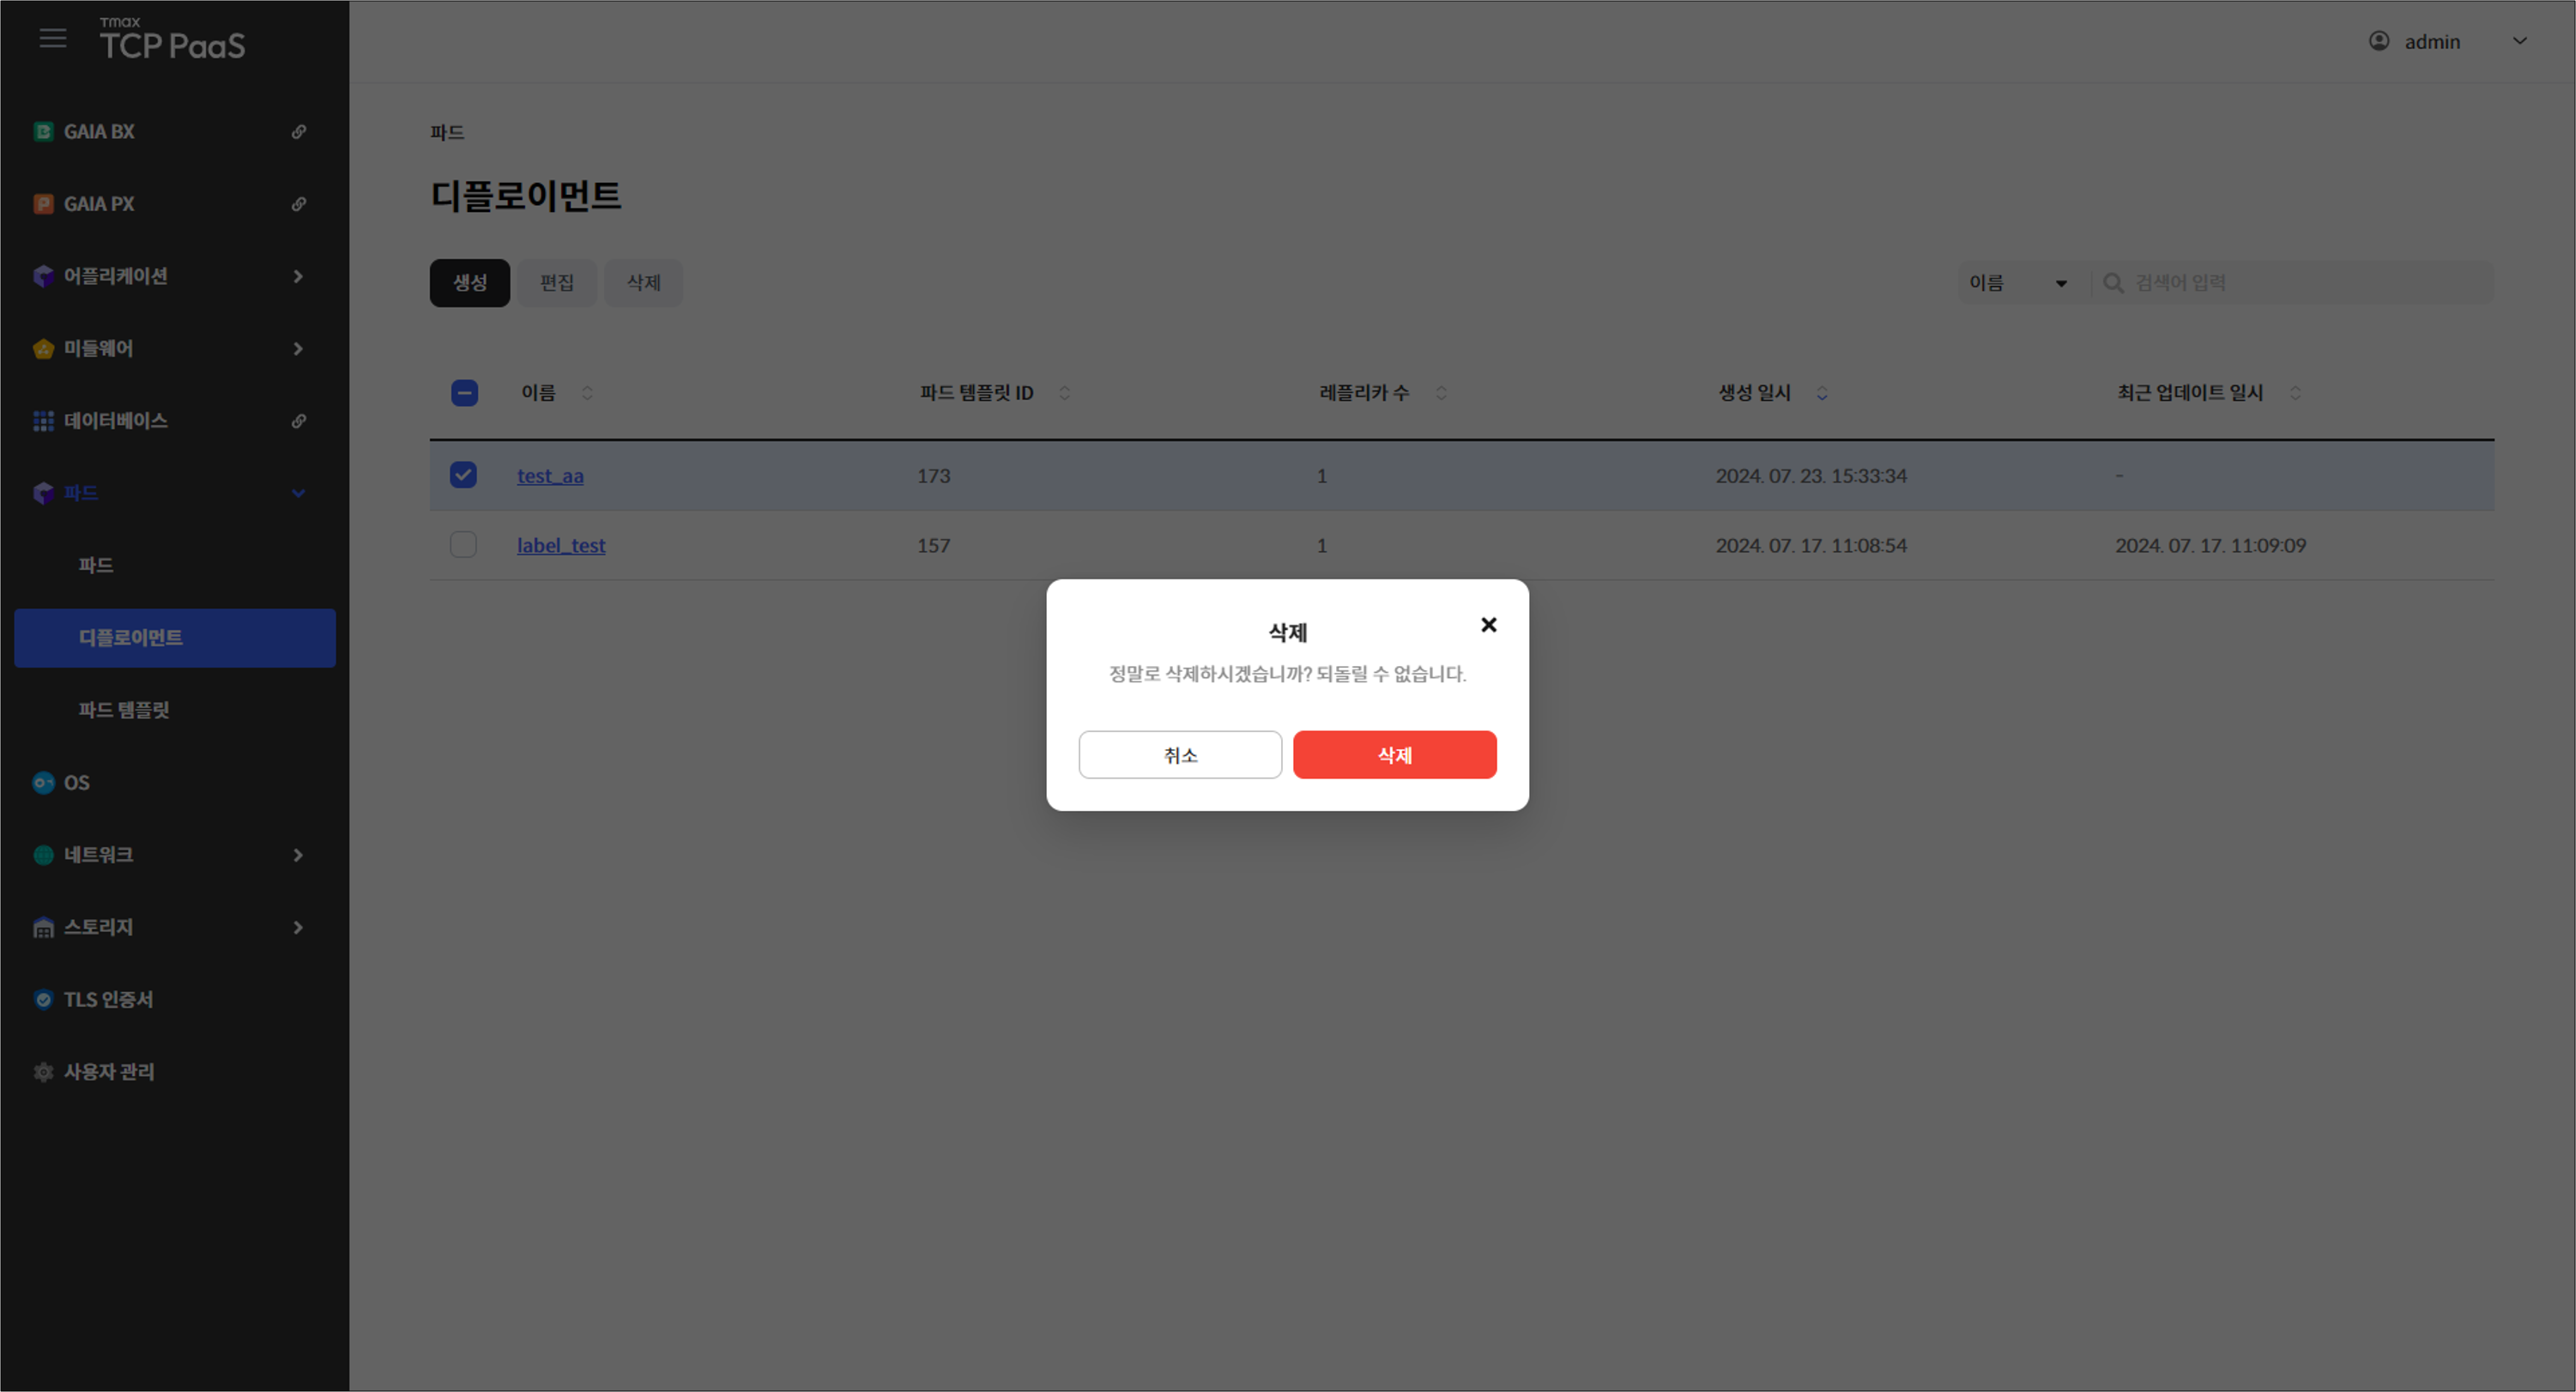 Tmax
TCP PaaS
admin
GAIA BX
GAIA PX
어플리케이션
미들웨어
데이터베이스
파드
파드
디플로이먼트
파드 템플릿
OS
네트워크
스토리지
TLS 인증서
사용자 관리
파드
디플로이먼트
생성 편집 삭제
이름 검색어 입력
이름 파드 템플릿 ID 레플리카 수 생성 일시 최근 업데이트 일시
test_aa 173 1 2024. 07. 23. 15:33:34 -
label_test 157 1 2024. 07. 17. 11:08:54 2024. 07. 17. 11:09:09
삭제
정말로 삭제하시겠습니까? 되돌릴 수 없습니다.
취소 삭제